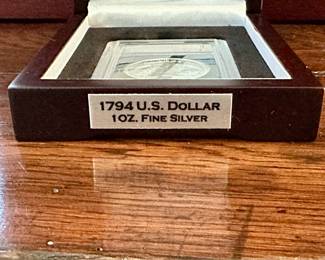 1794 U.S. DOLLAR
1OZ. FINE SILVER